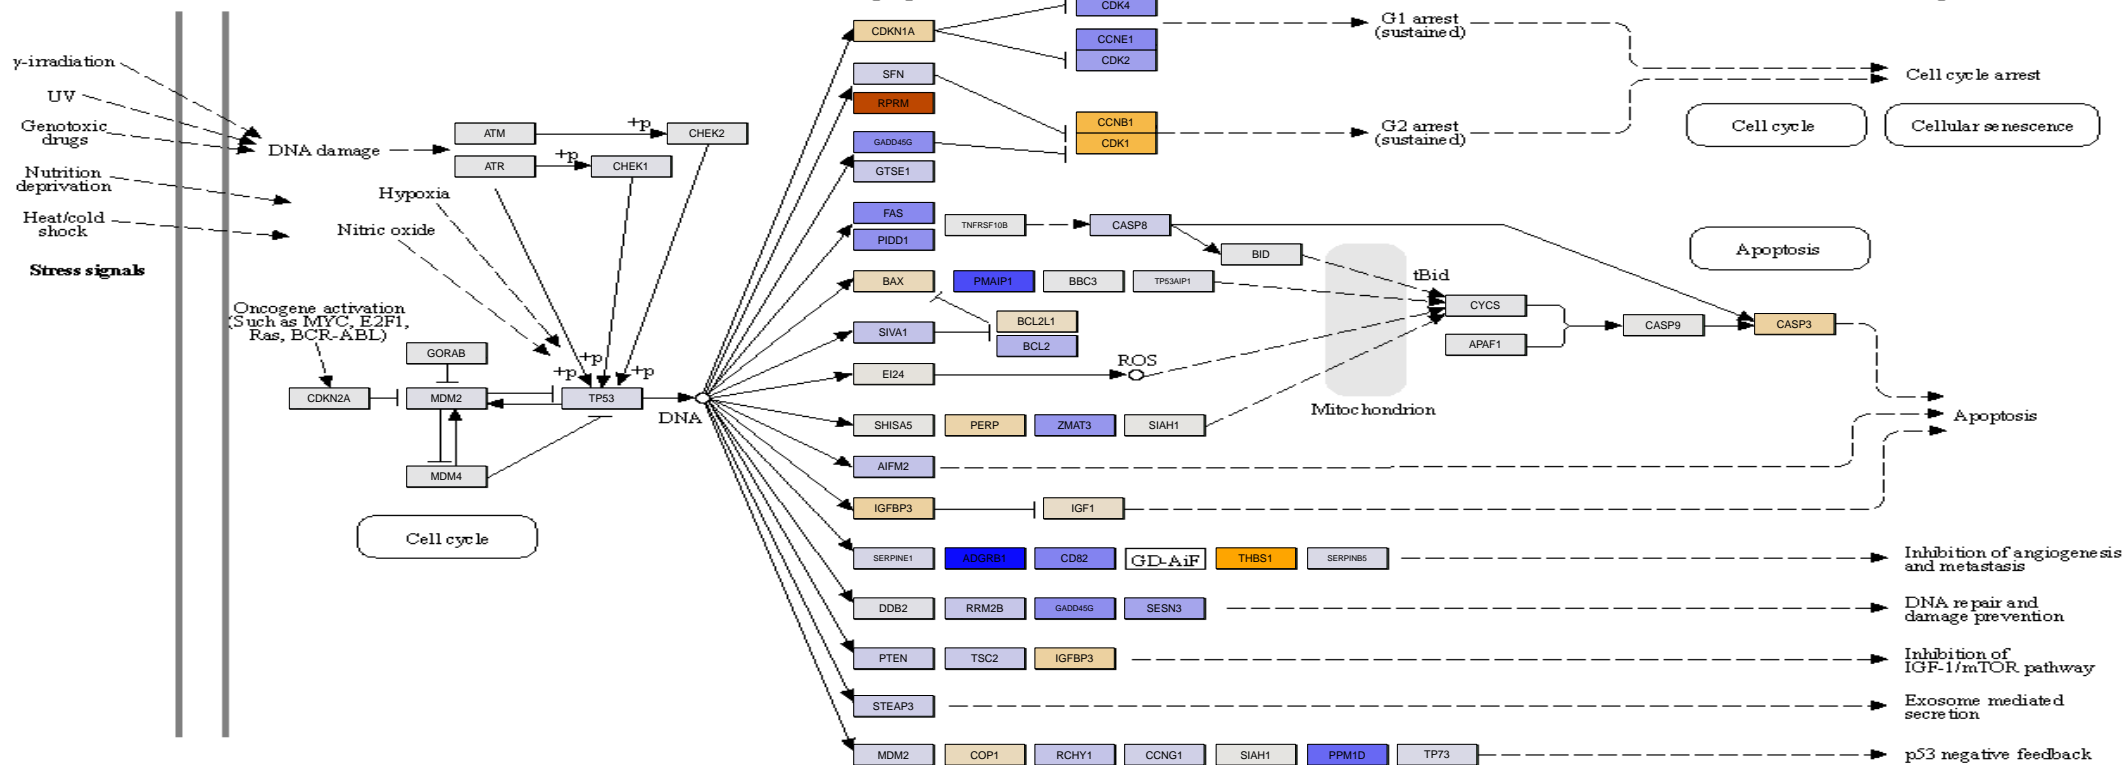 CDK4
CDKN1A
G1 arrest
(sustained)
CCNE1
CDK2
γ-irradiation
SFN
Cell cycle arrest
UV
RPRM
Genotoxic
drugs
ATM
+p
CHEK2
CCNB1
CDK1
G2 arrest
(sustained)
Cell cycle
Cellular senescence
DNA damage
GADD45G
ATR
+p
CHEK1
GTSE1
Nutrition
deprivation
Hypoxia
Heat/cold
shock
Nitric oxide
FAS
PIDD1
TNFRSF10B
CASP8
BID
Apoptosis
Stress signals
BAX
PMAIP1
BBC3
TP53AIP1
tBid
CYCS
Oncogene activation
(Such as MYC, E2F1,
Ras, BCR-ABL)
SIVA1
BCL2L1
BCL2
CASP9
CASP3
APAF1
GORAB
+p
+p
+p
EI24
ROS
CDKN2A
MDM2
TP53
DNA
Mitochondrion
SHISA5
PERP
ZMAT3
SIAH1
Apoptosis
MDM4
AIFM2
IGFBP3
IGF1
Cell cycle
SERPINE1
ADGRB1
CD82
GD-AiF
THBS1
SERPINB5
Inhibition of angiogenesis
and metastasis
DDB2
RRM2B
GADD45G
SESN3
DNA repair and
damage prevention
PTEN
TSC2
IGFBP3
Inhibition of
IGF-1/mTOR pathway
STEAP3
Exosome mediated
secretion
MDM2
COP1
RCHY1
CCNG1
SIAH1
PPM1D
TP73
p53 negative feedback